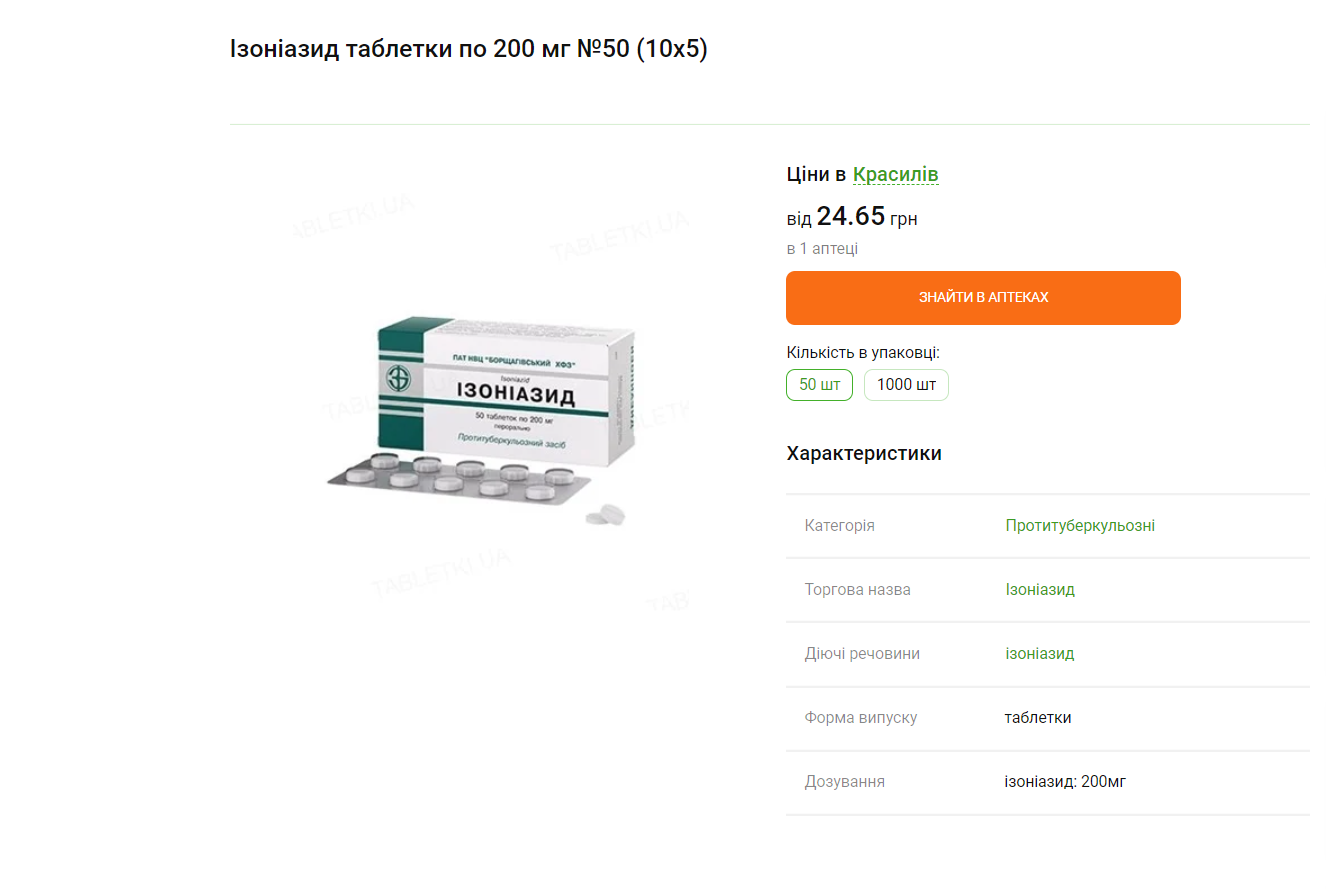 Ізоніазид таблетки по 200 мг №50 (10х5)
TABLETKI.UA
TABLETKI.UA
ПАТ НВЦ "БОРЩАГІВСЬКИЙ ХФЗ"
Isoniazid
ІЗОНІАЗИД
50 таблеток по 200 мг
перорально
Протитуберкульозний засіб
TABLETKI.UA
TAB
Ціни в Красилів
від 24.65 грн
в 1 аптеці
ЗНАЙТИ В АПТЕКАХ
Кількість в упаковці:
50 шт 1000 шт
Характеристики
Категорія Протитуберкульозні
Торгова назва Ізоніазид
Діючі речовини ізоніазид
Форма випуску таблетки
Дозування ізоніазид: 200мг